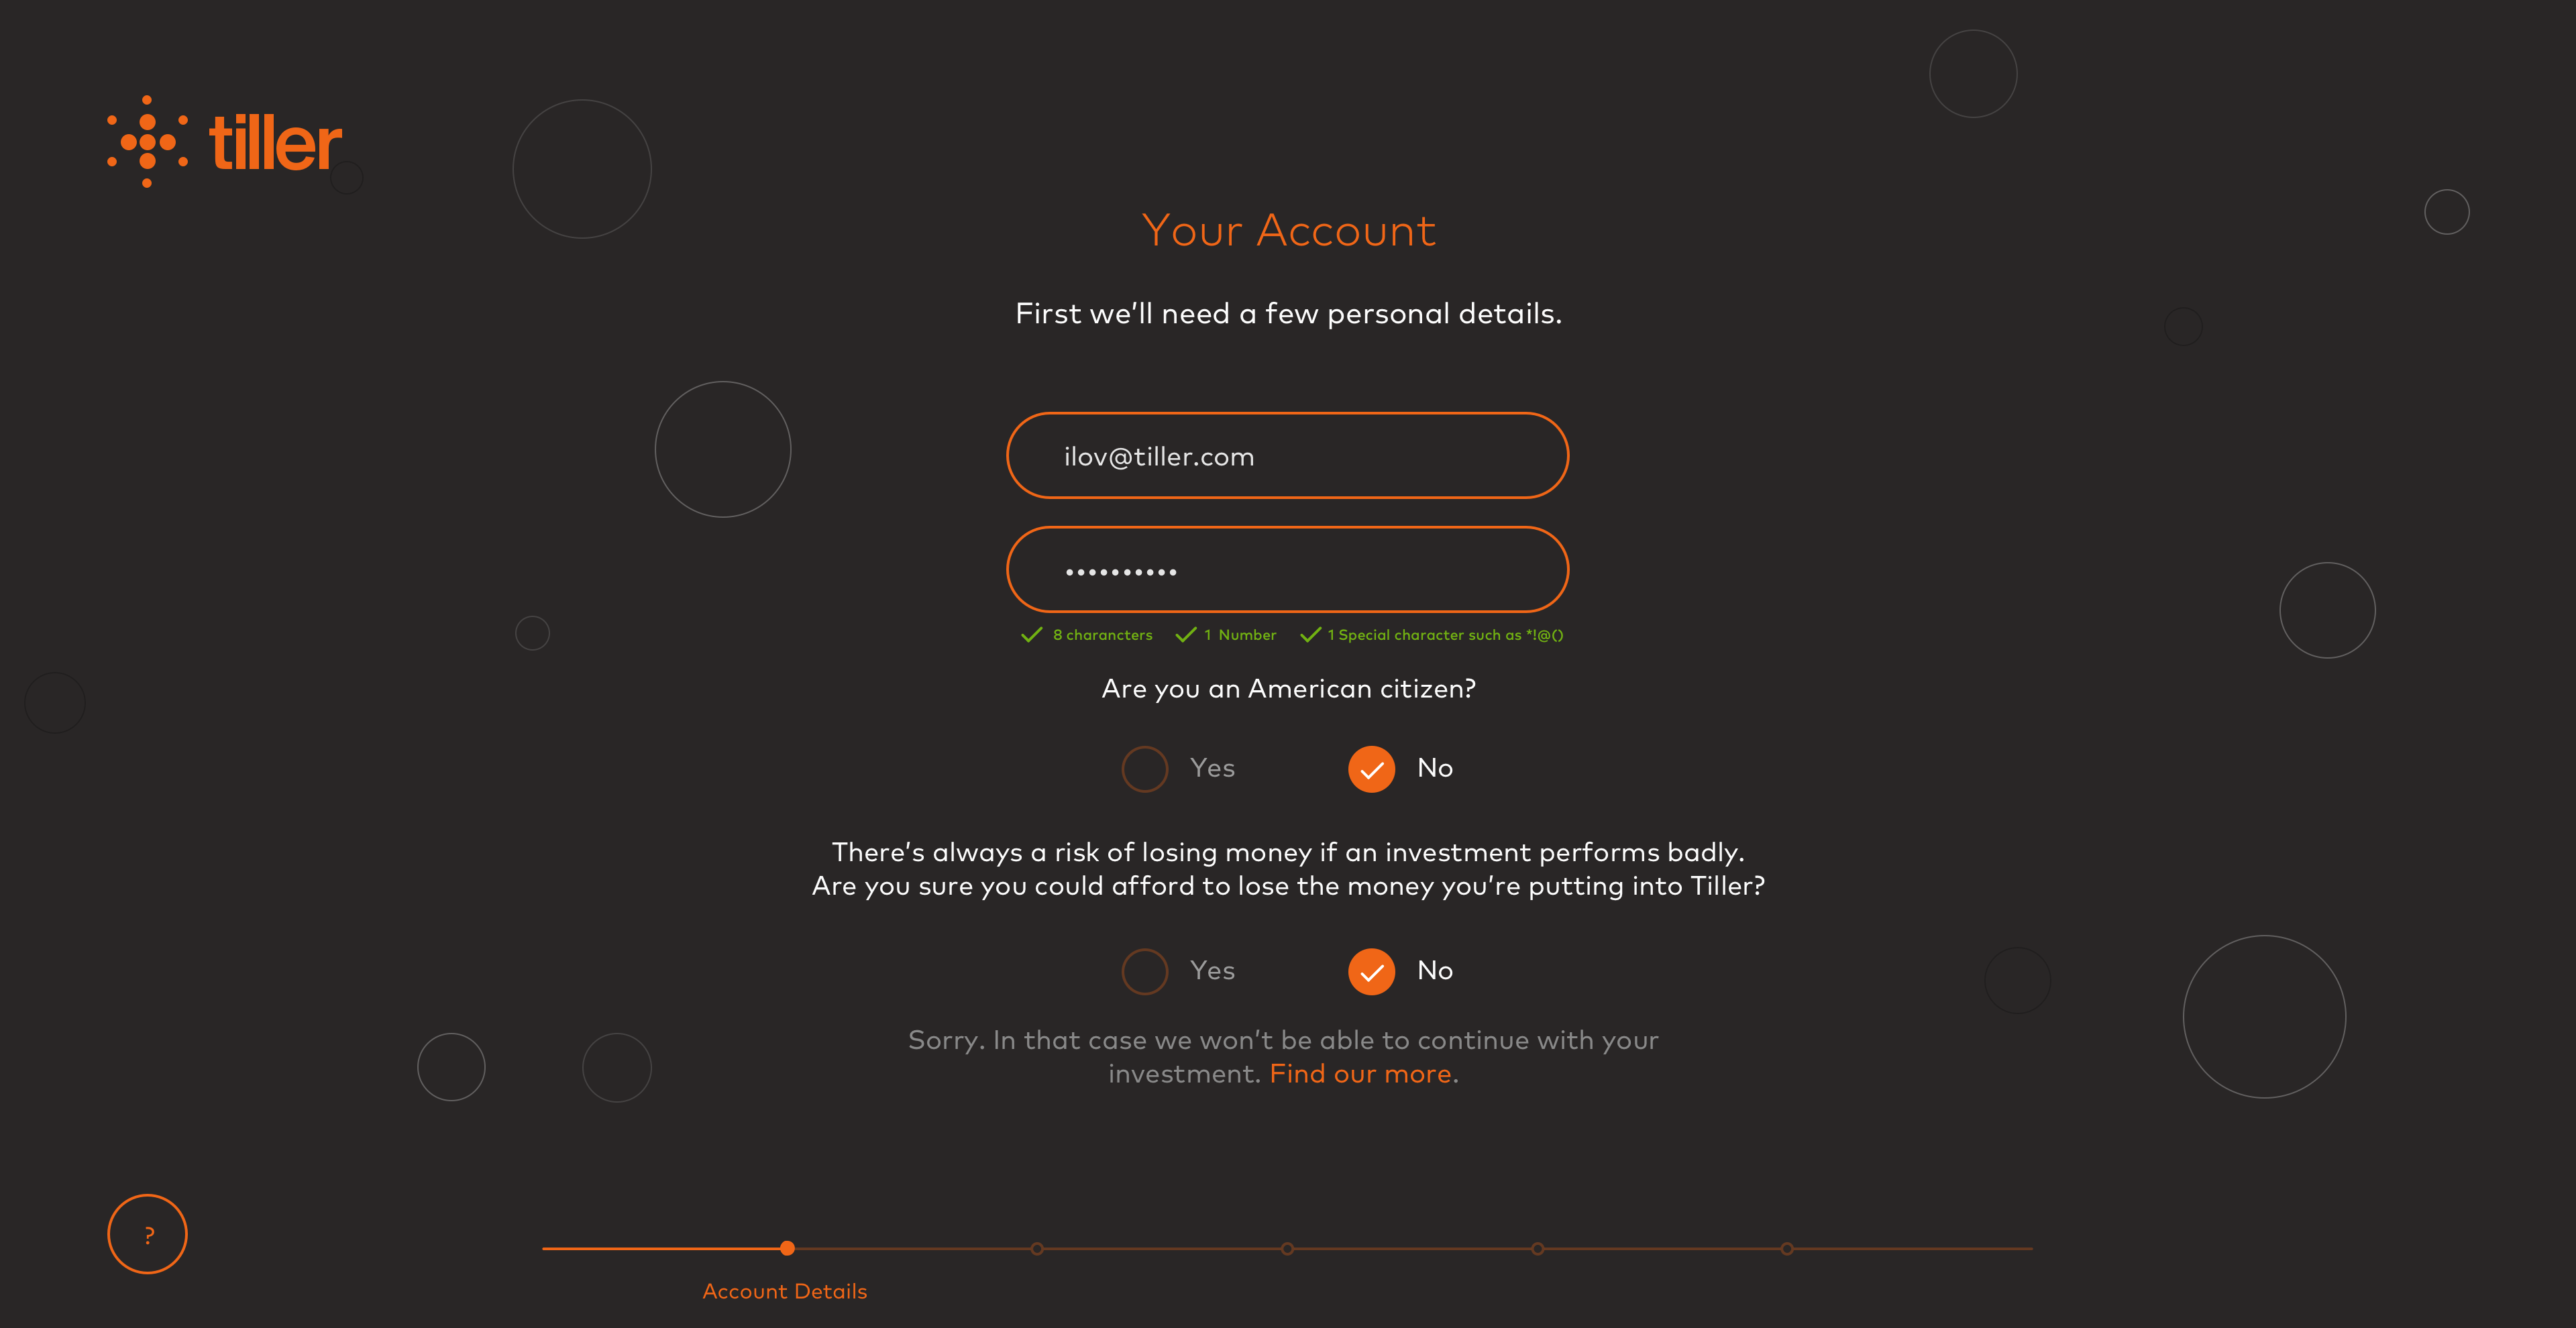 tiller
Your Account
First we’ll need a few personal details.
ilov@tiller.com
••••••••••
8 charancters 1 Number 1 Special character such as *!@()
Are you an American citizen?
Yes No
There’s always a risk of losing money if an investment performs badly.
Are you sure you could afford to lose the money you’re putting into Tiller?
Yes No
Sorry. In that case we won’t be able to continue with your
investment. Find our more.
?
Account Details